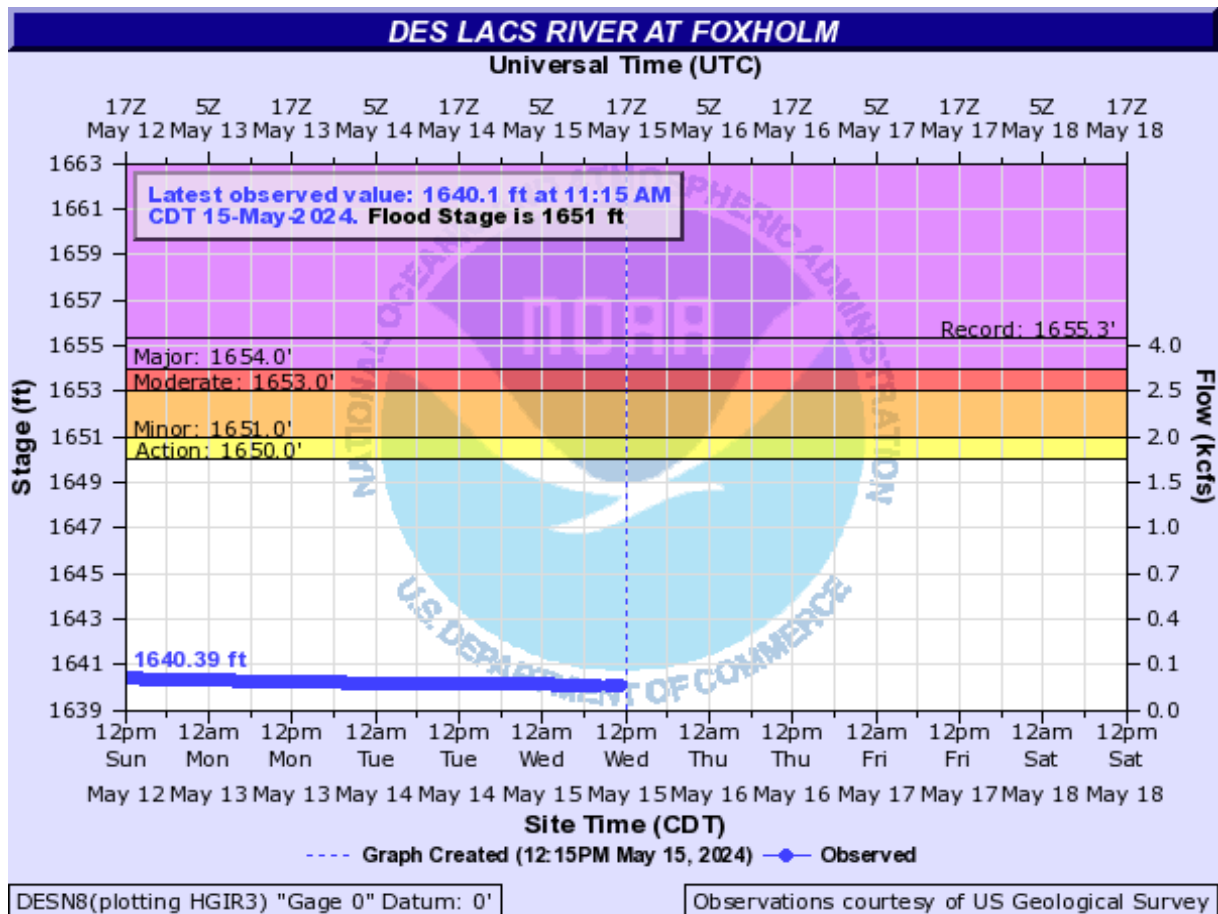 DES LACS RIVER AT FOXHOLM
Universal Time (UTC)
17Z 5Z 17Z 5Z 17Z 5Z 17Z 5Z 17Z 5Z 17Z 5Z 17Z
May 12 May 13 May 13 May 14 May 14 May 15 May 15 May 16 May 16 May 17 May 17 May 18 May 18
1663
Latest observed value: 1640.1 ft at 11:15 AM
CDT 15-May-2024. Flood Stage is 1651 ft
1661
1659
1657
Record: 1655.3'
1655 4.0
Major: 1654.0'
Moderate: 1653.0'
1653 2.5
Minor: 1651.0'
1651 2.0
Action: 1650.0'
1649 1.5
1647 1.0
1645 0.7
1643 0.4
1641 0.1
1640.39 ft
1639 0.0
Stage (ft)
Flow (kcfs)
NATIONAL OCEANIC AND ATMOSPHERIC ADMINISTRATION
NOAA
U.S. DEPARTMENT OF COMMERCE
12pm 12am 12pm 12am 12pm 12am 12pm 12am 12pm 12am 12pm 12am 12pm
Sun Mon Mon Tue Tue Wed Wed Thu Thu Fri Fri Sat Sat
May 12 May 13 May 13 May 14 May 14 May 15 May 15 May 16 May 16 May 17 May 17 May 18 May 18
Site Time (CDT)
Graph Created (12:15PM May 15, 2024) Observed
DESN8(plotting HGIR3) "Gage 0" Datum: 0'
Observations courtesy of US Geological Survey